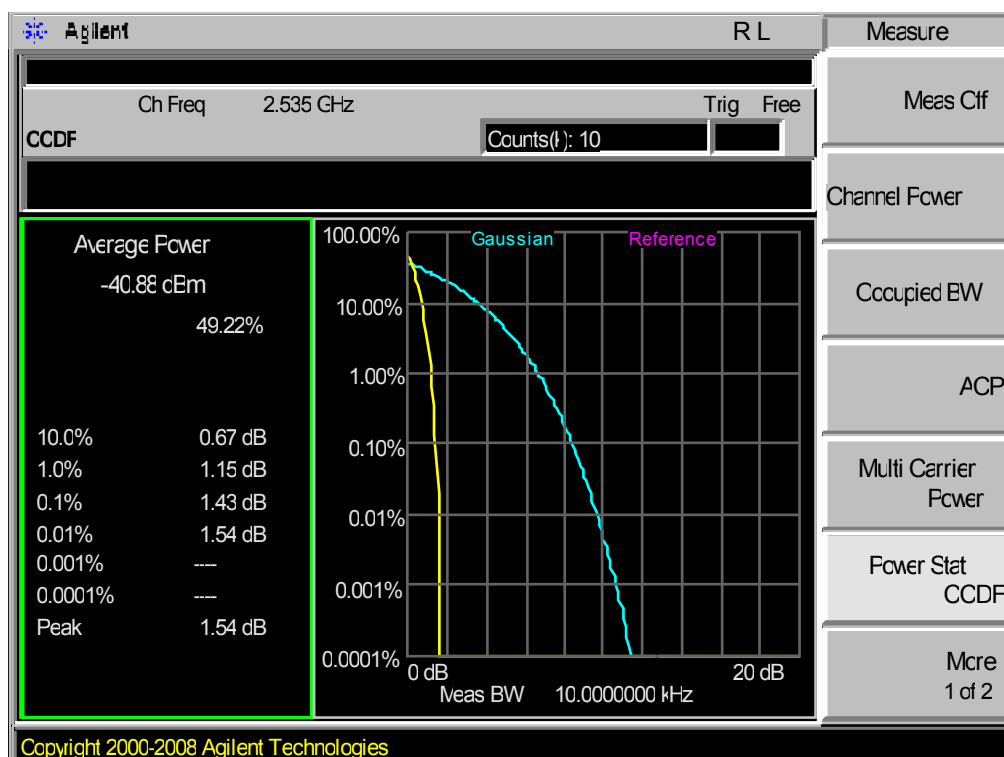 Agilent R L
Ch Freq 2.535 GHz Trig Free
CCDF Counts(k): 10
Average Power
-40.88 dBm
49.22%
10.0% 0.67 dB
1.0% 1.15 dB
0.1% 1.43 dB
0.01% 1.54 dB
0.001% ----
0.0001% ----
Peak 1.54 dB
Gaussian Reference
100.00%
10.00%
1.00%
0.10%
0.01%
0.001%
0.0001%
0 dB 20 dB
Meas BW 10.0000000 kHz
Measure
Meas Off
Channel Power
Occupied BW
ACP
Multi Carrier
Power
Power Stat
CCDF
More
1 of 2
Copyright 2000-2008 Agilent Technologies